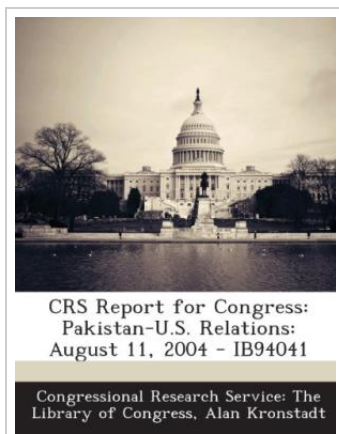 CRS Report for Congress:
Pakistan-U.S. Relations:
August 11, 2004 - IB94041
Congressional Research Service: The
Library of Congress, Alan Kronstadt